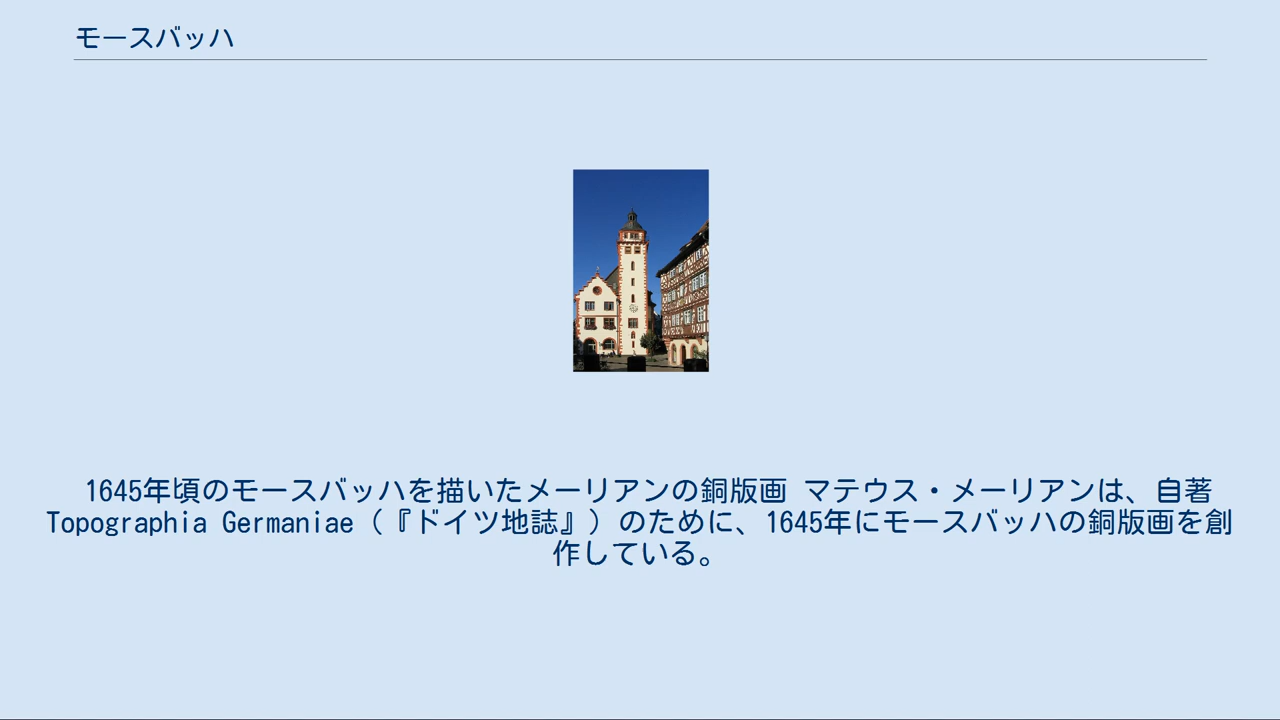 モースバッハ
1645年頃のモースバッハを描いたメーリアンの銅版画 マテウス・メーリアンは、自著
Topographia Germaniae（『ドイツ地誌』）のために、1645年にモースバッハの銅版画を創
作している。